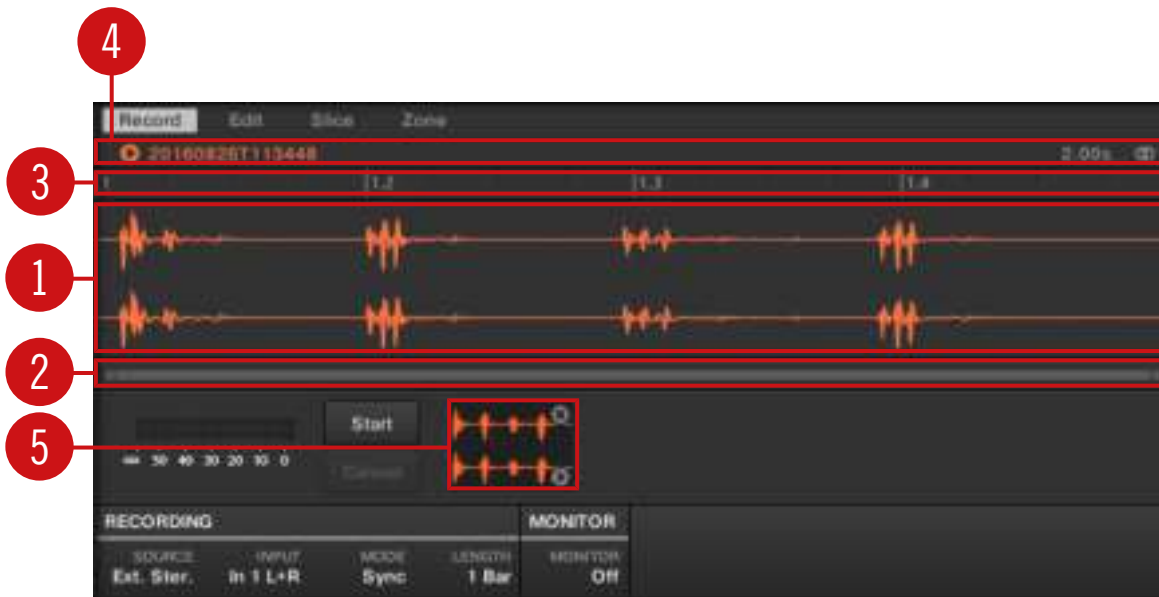 4
Record Edit Slice Zone
20160826T113448 2.00s
3
1 1.2 1.3 1.4
1
2
5
Start
50 40 30 20 10 0
Cancel
RECORDING MONITOR
SOURCE INPUT MODE LENGTH MONITOR
Ext. Ster. In 1 L+R Sync 1 Bar Off